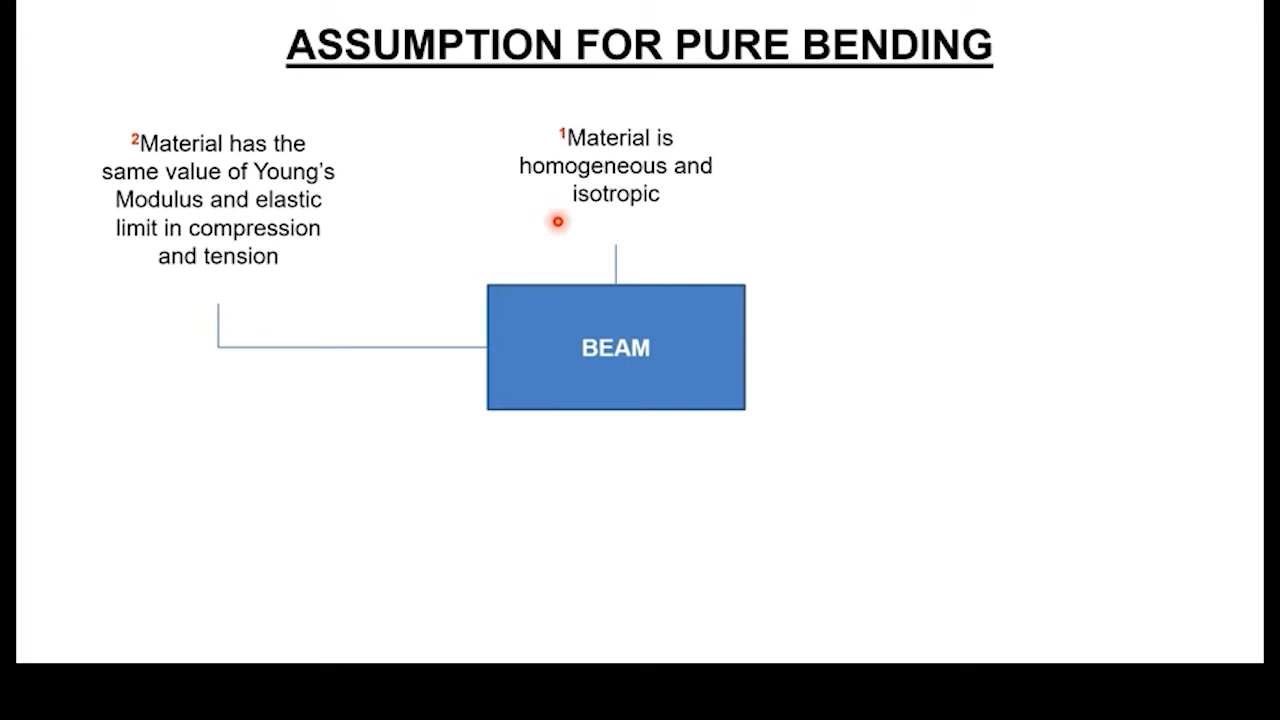 ASSUMPTION FOR PURE BENDING
²Material has the
same value of Young’s
Modulus and elastic
limit in compression
and tension
¹Material is
homogeneous and
isotropic
BEAM